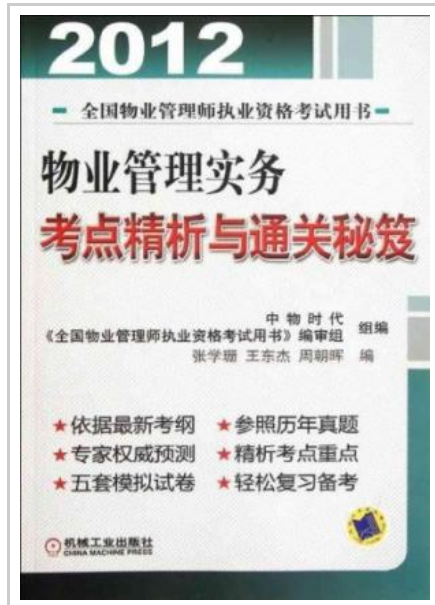 2012
全国物业管理师执业资格考试用书
物业管理实务
考点精析与通关秘笈
中物时代
《全国物业管理师执业资格考试用书》编审组 组编
张学珊 王东杰 周朝晖 编
★依据最新考纲 ★参照历年真题
★专家权威预测 ★精析考点重点
★五套模拟试卷 ★轻松复习备考
机械工业出版社
CHINA MACHINE PRESS